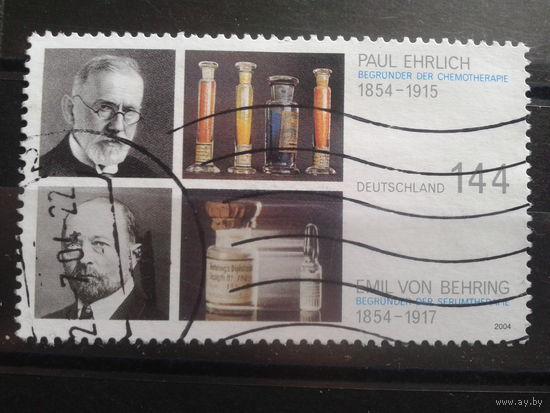 PAUL EHRLICH
BEGRÜNDER DER CHEMOTHERAPIE
1854–1915
DEUTSCHLAND 144
EMIL VON BEHRING
BEGRÜNDER DER SERUMTHERAPIE
1854–1917
2004
www.ay.by